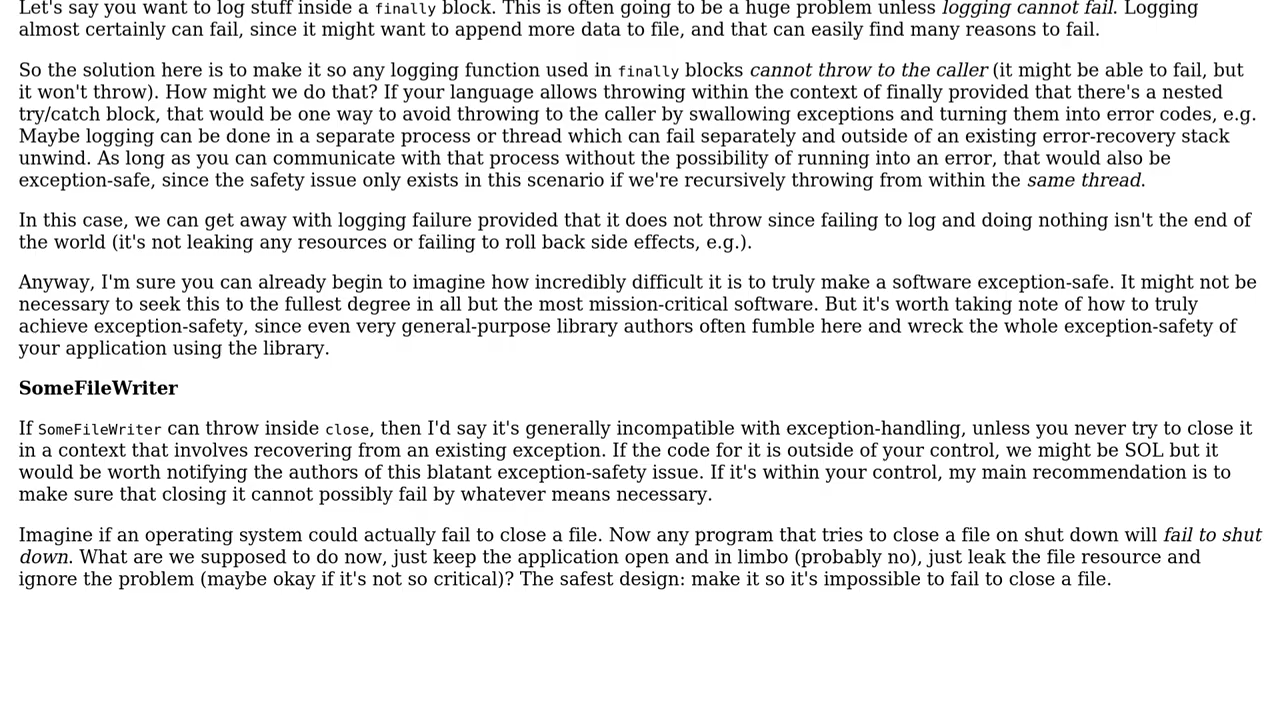 Let's say you want to log stuff inside a finally block. This is often going to be a huge problem unless logging cannot fail. Logging
almost certainly can fail, since it might want to append more data to file, and that can easily find many reasons to fail.
So the solution here is to make it so any logging function used in finally blocks cannot throw to the caller (it might be able to fail, but
it won't throw). How might we do that? If your language allows throwing within the context of finally provided that there's a nested
try/catch block, that would be one way to avoid throwing to the caller by swallowing exceptions and turning them into error codes, e.g.
Maybe logging can be done in a separate process or thread which can fail separately and outside of an existing error-recovery stack
unwind. As long as you can communicate with that process without the possibility of running into an error, that would also be
exception-safe, since the safety issue only exists in this scenario if we're recursively throwing from within the same thread.
In this case, we can get away with logging failure provided that it does not throw since failing to log and doing nothing isn't the end of
the world (it's not leaking any resources or failing to roll back side effects, e.g.).
Anyway, I'm sure you can already begin to imagine how incredibly difficult it is to truly make a software exception-safe. It might not be
necessary to seek this to the fullest degree in all but the most mission-critical software. But it's worth taking note of how to truly
achieve exception-safety, since even very general-purpose library authors often fumble here and wreck the whole exception-safety of
your application using the library.
SomeFileWriter
If SomeFileWriter can throw inside close, then I'd say it's generally incompatible with exception-handling, unless you never try to close it
in a context that involves recovering from an existing exception. If the code for it is outside of your control, we might be SOL but it
would be worth notifying the authors of this blatant exception-safety issue. If it's within your control, my main recommendation is to
make sure that closing it cannot possibly fail by whatever means necessary.
Imagine if an operating system could actually fail to close a file. Now any program that tries to close a file on shut down will fail to shut
down. What are we supposed to do now, just keep the application open and in limbo (probably no), just leak the file resource and
ignore the problem (maybe okay if it's not so critical)? The safest design: make it so it's impossible to fail to close a file.